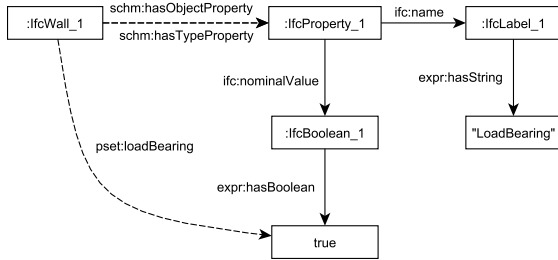 schm:hasObjectProperty
:IfcWall_1
:IfcProperty_1
ifc:name
:IfcLabel_1
schm:hasTypeProperty
ifc:nominalValue
expr:hasString
pset:loadBearing
:IfcBoolean_1
"LoadBearing"
expr:hasBoolean
true